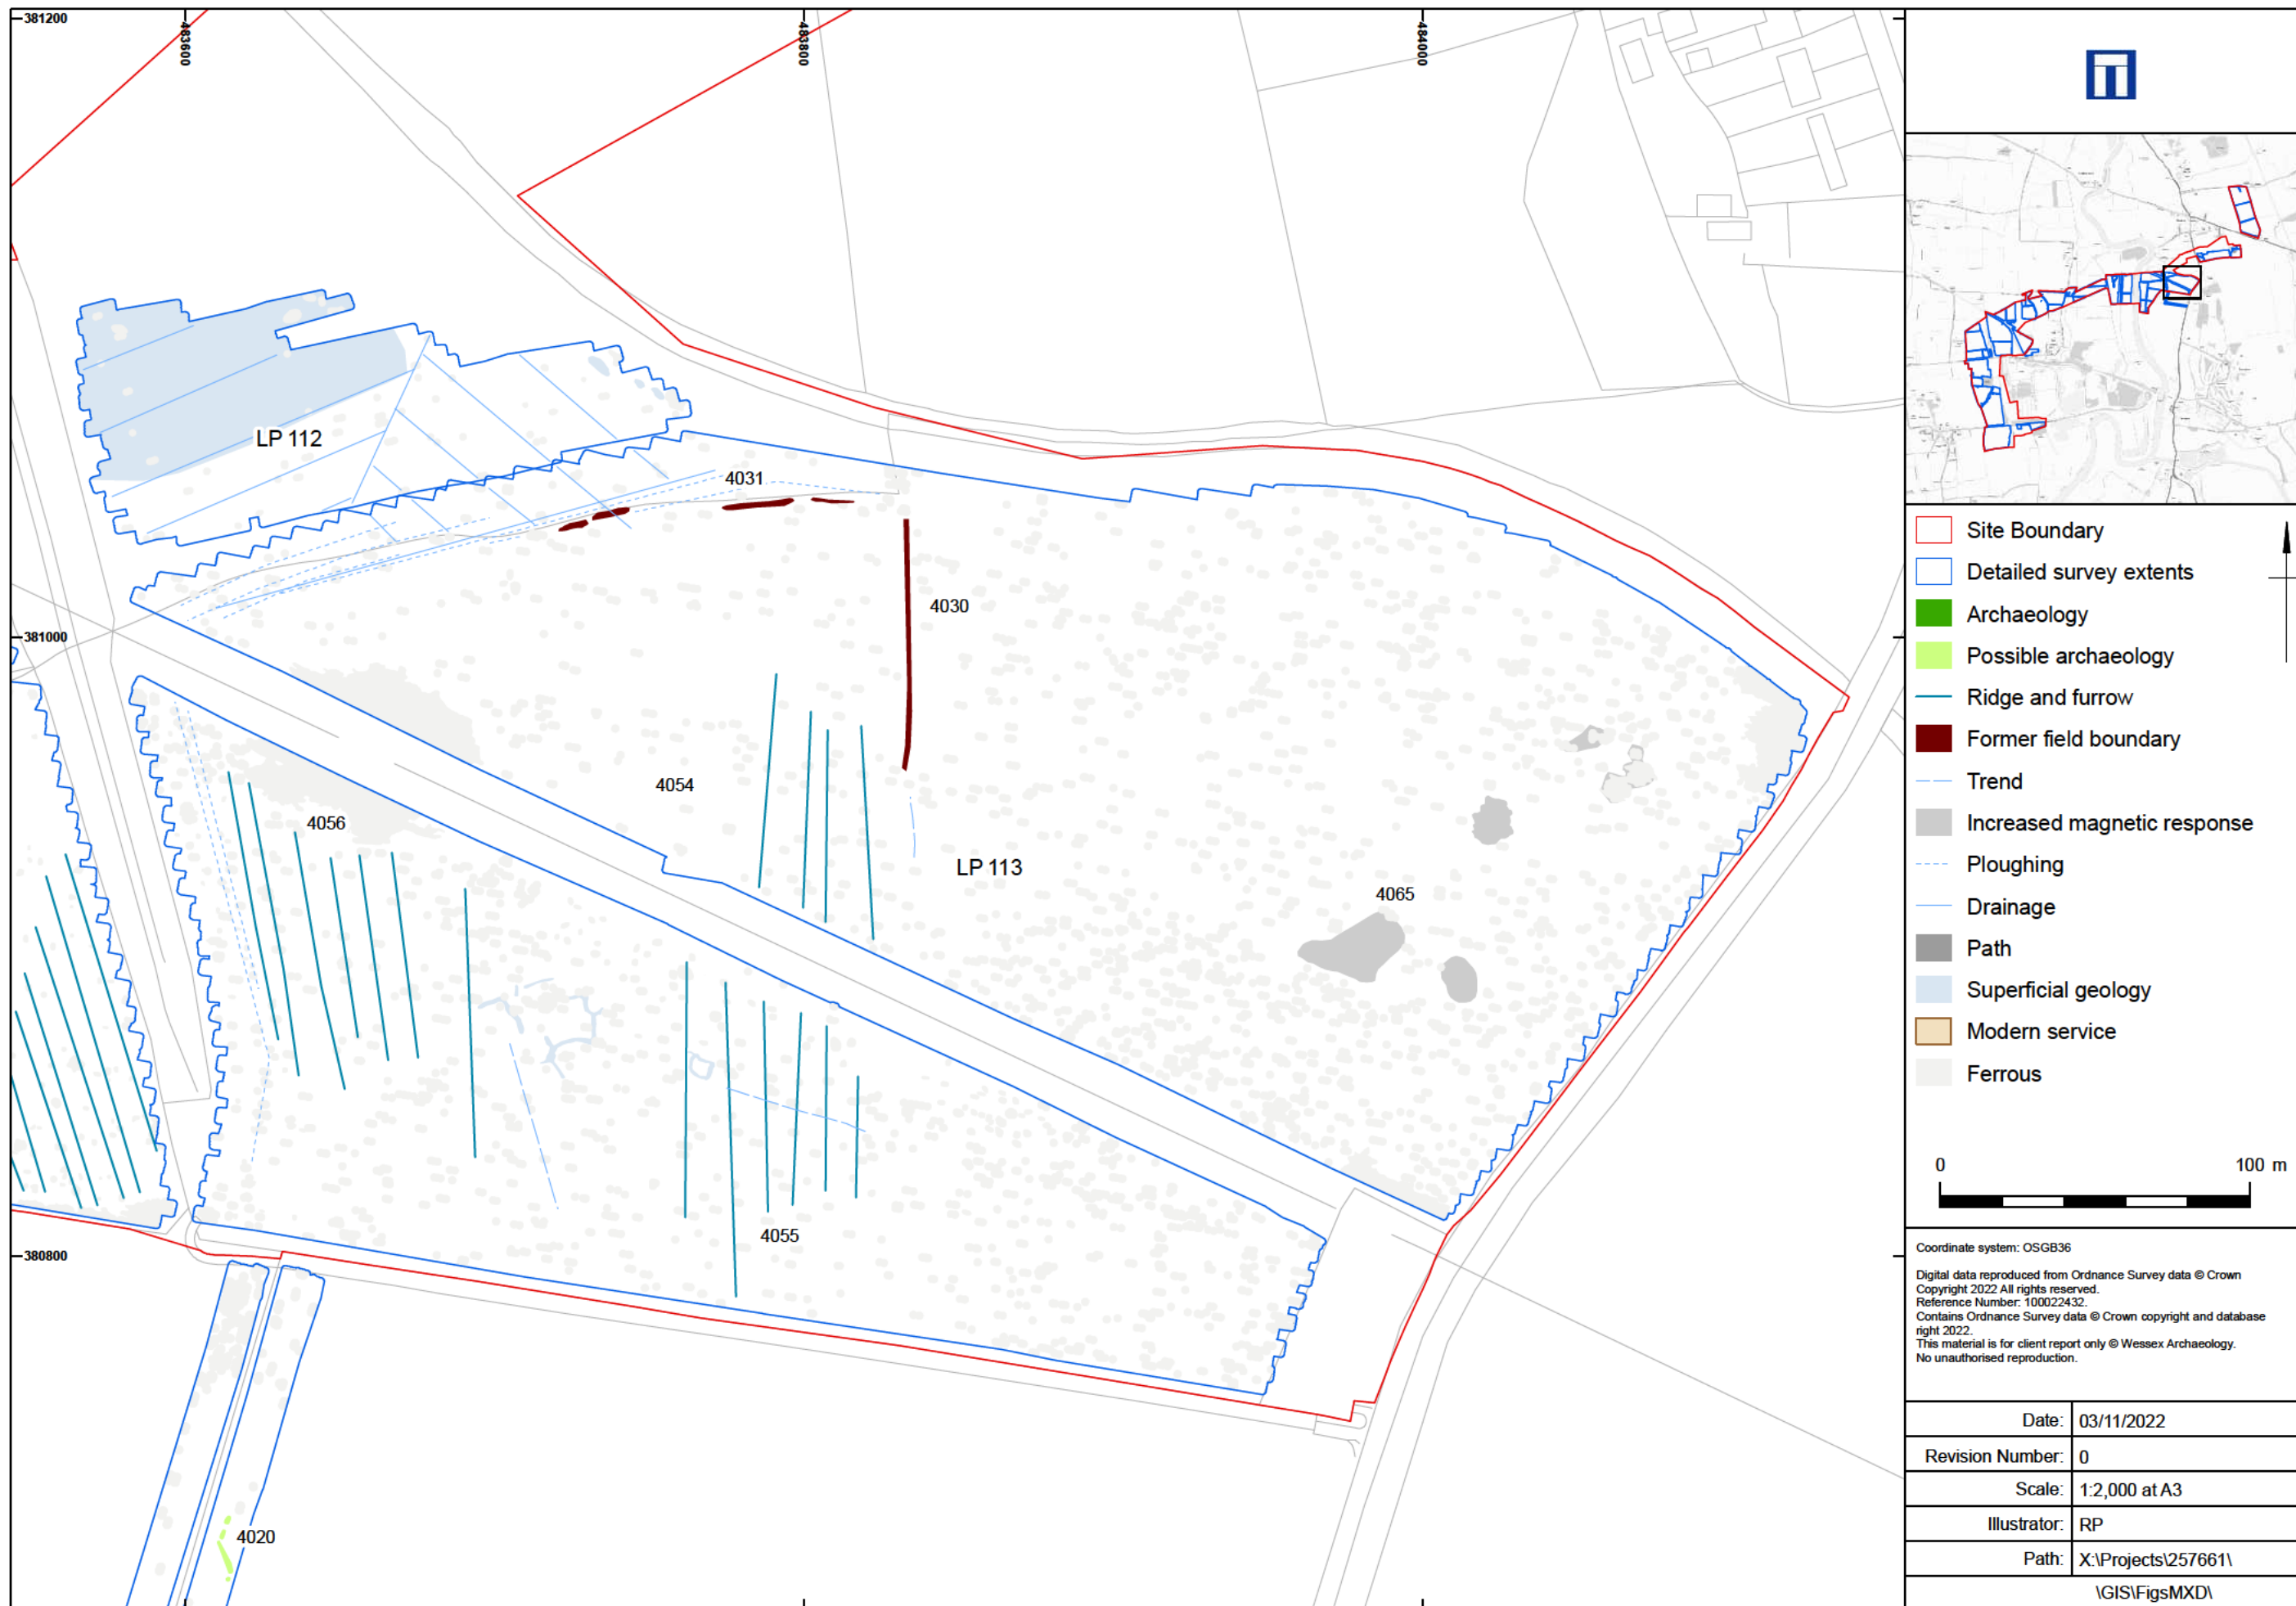 381200
483600
483800
484000
LP 112
4031
4030
381000
4054
4056
LP 113
4065
4055
380800
4020
Site Boundary
Detailed survey extents
Archaeology
Possible archaeology
Ridge and furrow
Former field boundary
Trend
Increased magnetic response
Ploughing
Drainage
Path
Superficial geology
Modern service
Ferrous
0 100 m
Coordinate system: OSGB36
Digital data reproduced from Ordnance Survey data © Crown
Copyright 2022 All rights reserved.
Reference Number: 100022432.
Contains Ordnance Survey data © Crown copyright and database
right 2022.
This material is for client report only © Wessex Archaeology.
No unauthorised reproduction.
Date: 03/11/2022
Revision Number: 0
Scale: 1:2,000 at A3
Illustrator: RP
Path: X:\Projects\257661\
\GIS\FigsMXD\